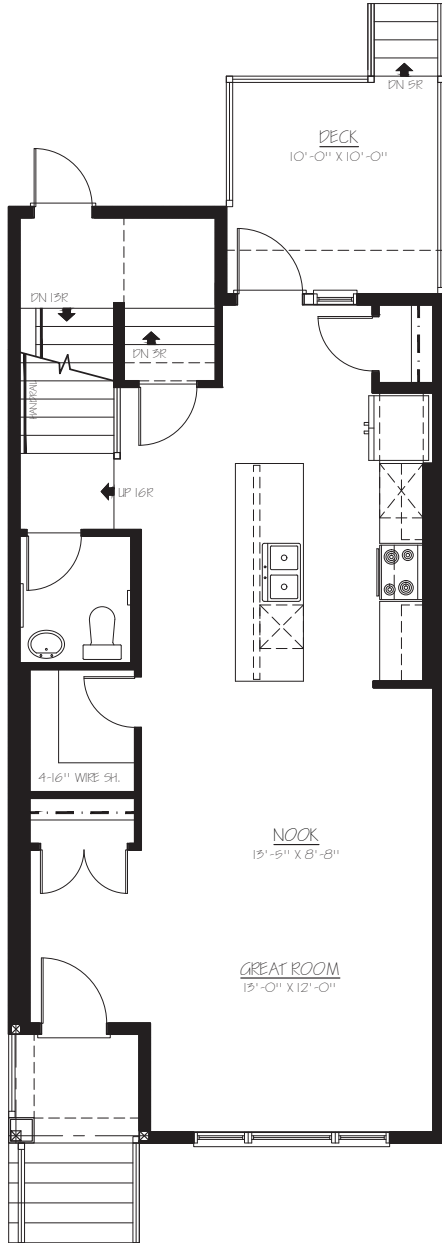 DN 5R
DECK
10'-0" X 10'-0"
DN 13R
DN 3R
HANDRAIL
UP 16R
4-16" WIRE SH.
NOOK
13'-5" X 8'-8"
GREAT ROOM
13'-0" X 12'-0"